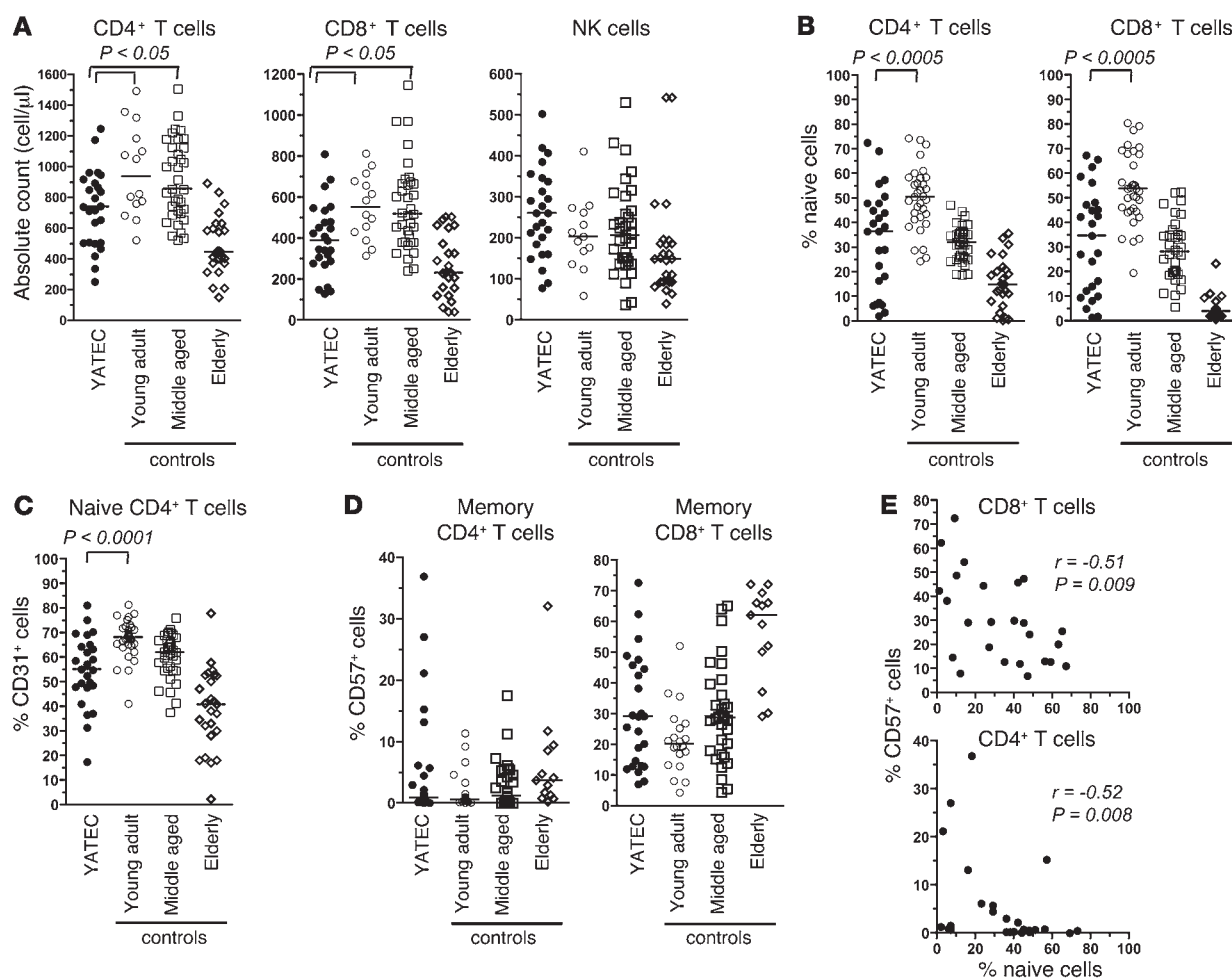 A
CD4+ T cells
P < 0.05
Absolute count (cell/µl)
1600
1400
1200
1000
800
600
400
200
0
YATEC
Young adult
Middle aged
Elderly
controls
CD8+ T cells
P < 0.05
1200
1000
800
600
400
200
0
YATEC
Young adult
Middle aged
Elderly
controls
NK cells
600
500
400
300
200
100
0
YATEC
Young adult
Middle aged
Elderly
controls
B
CD4+ T cells
P < 0.0005
% naive cells
100
90
80
70
60
50
40
30
20
10
0
YATEC
Young adult
Middle aged
Elderly
controls
CD8+ T cells
P < 0.0005
100
90
80
70
60
50
40
30
20
10
0
YATEC
Young adult
Middle aged
Elderly
controls
C
Naive CD4+ T cells
P < 0.0001
% CD31+ cells
100
90
80
70
60
50
40
30
20
10
0
YATEC
Young adult
Middle aged
Elderly
controls
D
Memory
CD4+ T cells
% CD57+ cells
40
30
20
10
0
YATEC
Young adult
Middle aged
Elderly
controls
Memory
CD8+ T cells
80
70
60
50
40
30
20
10
0
YATEC
Young adult
Middle aged
Elderly
controls
E
CD8+ T cells
r = -0.51
P = 0.009
80
70
60
50
40
30
20
10
0
0 20 40 60 80 100
% CD57+ cells
CD4+ T cells
r = -0.52
P = 0.008
40
30
20
10
0
0 20 40 60 80 100
% naive cells